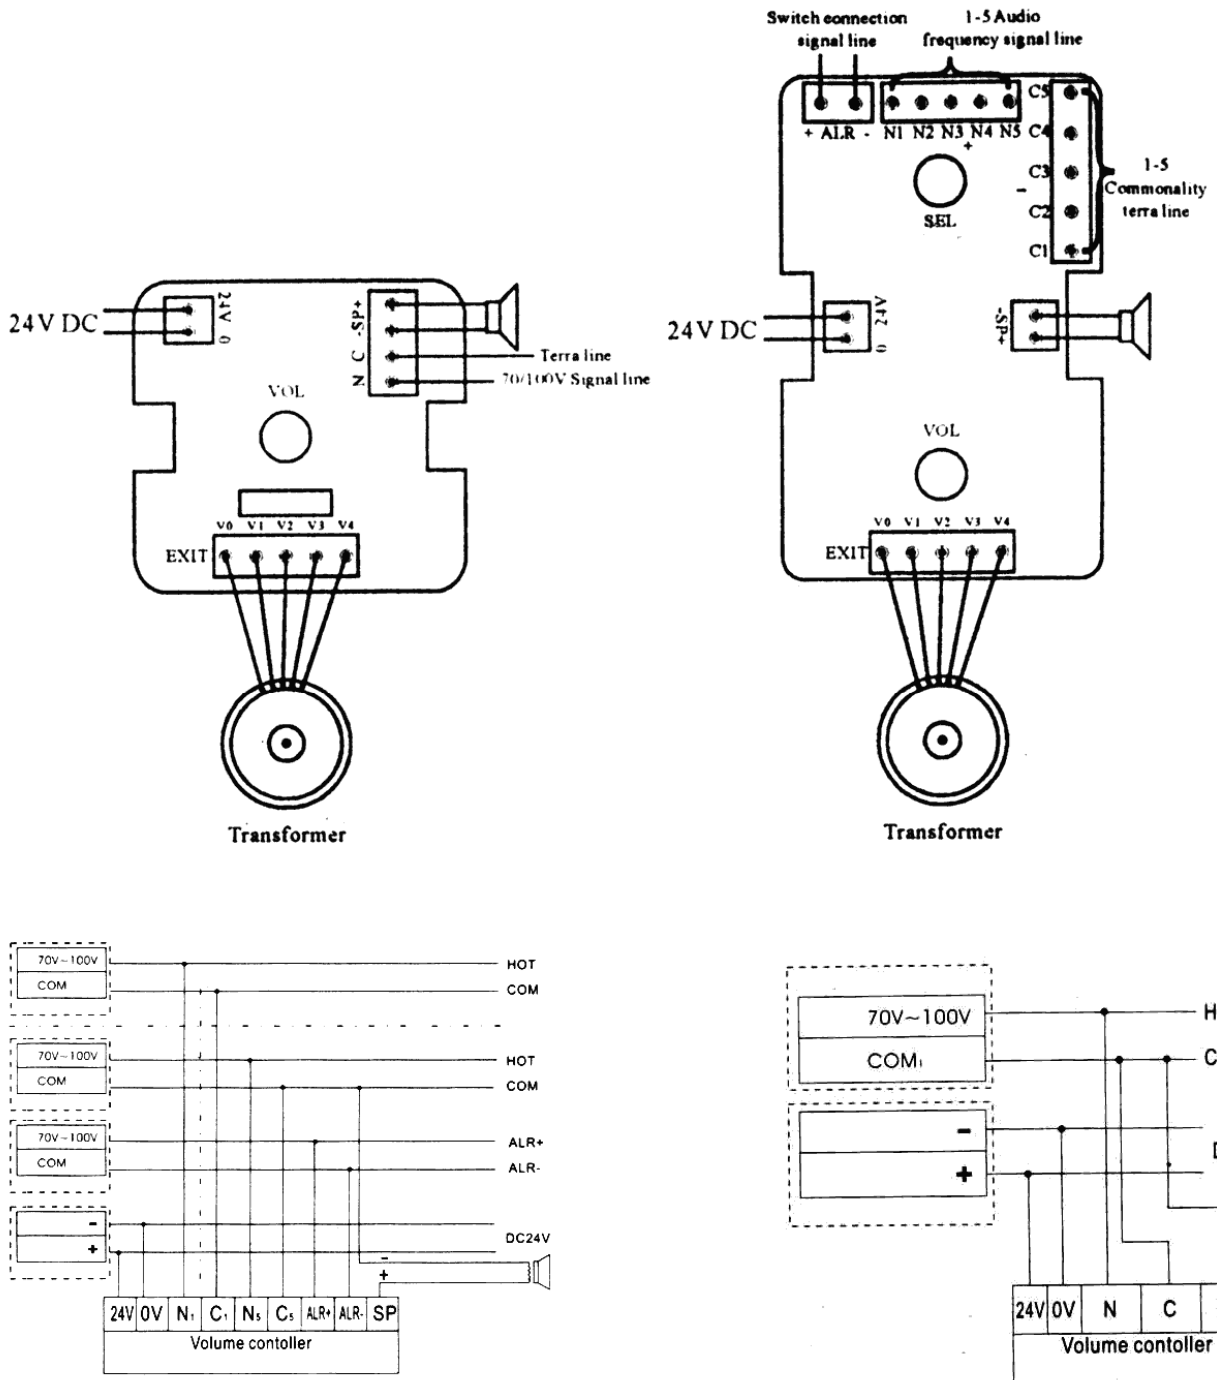 Switch connection
signal line
1-5 Audio
frequency signal line
+ ALR -
N1 N2 N3 N4 N5
+
C5
C4
C3
-
C2
C1
1-5
Commonality
terra line
SEL
24V DC
0 24V
-SP+
VOL
V0 V1 V2 V3 V4
EXIT
Transformer
24V DC
24V 0
-SP+
C
N
Terra line
70/100V Signal line
VOL
V0 V1 V2 V3 V4
EXIT
Transformer
70V~100V
COM
HOT
COM
70V~100V
COM
HOT
COM
70V~100V
COM
ALR+
ALR-
-
+
DC24V
-
+
24V 0V N1 C1 N5 C5 ALR+ ALR- SP
Volume contoller
70V~100V
COM
H
C
-
+
24V 0V N C
Volume contoller